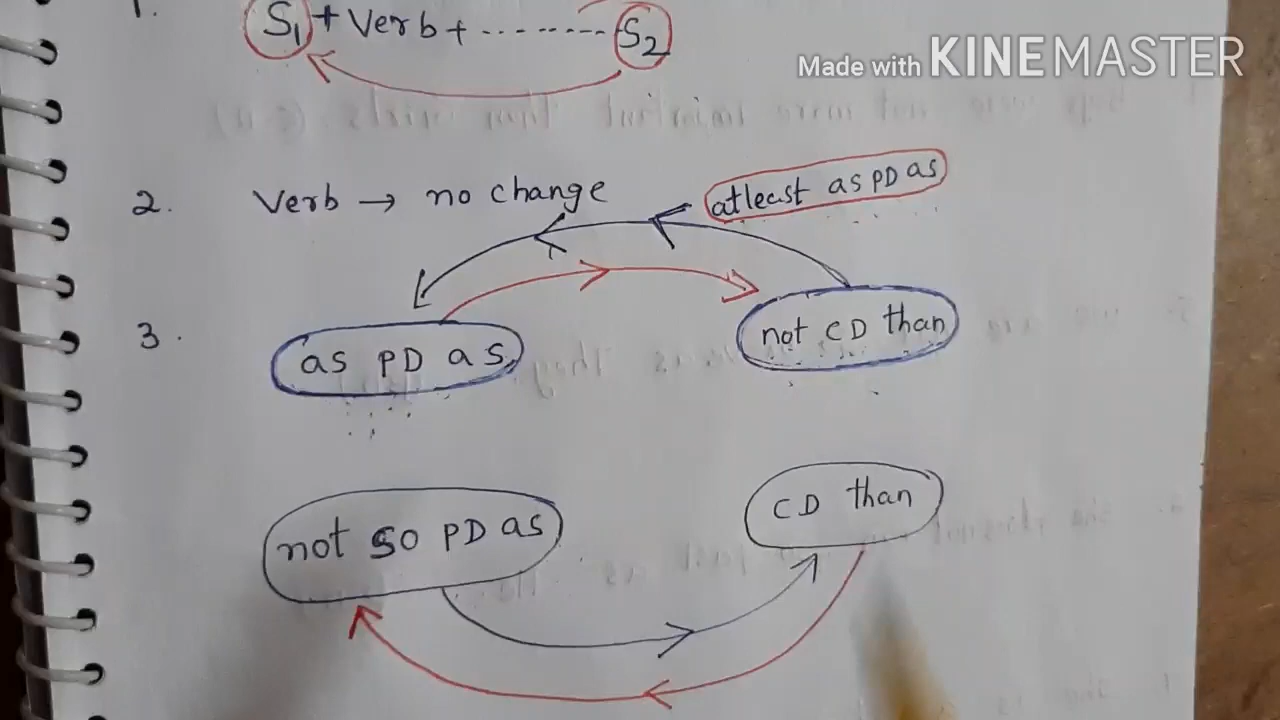 1. S1 + Verb + -------- S2
Made with KINEMASTER
2. Verb → no change
atleast as PD as
3. as PD as
not CD than
not so PD as
CD than